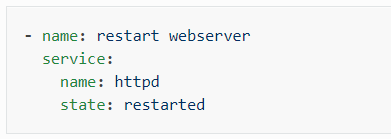 - name: restart webserver
  service:
    name: httpd
    state: restarted